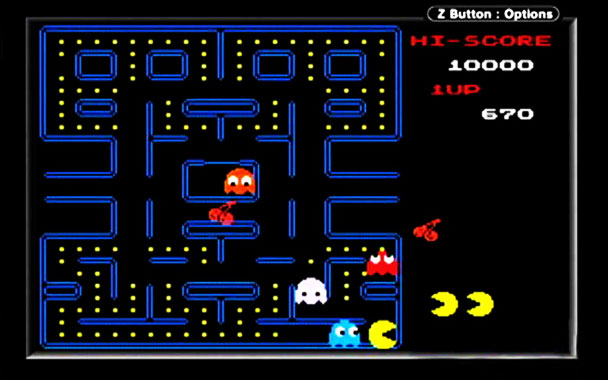 Z Button : Options
HI-SCORE
10000
1UP
670